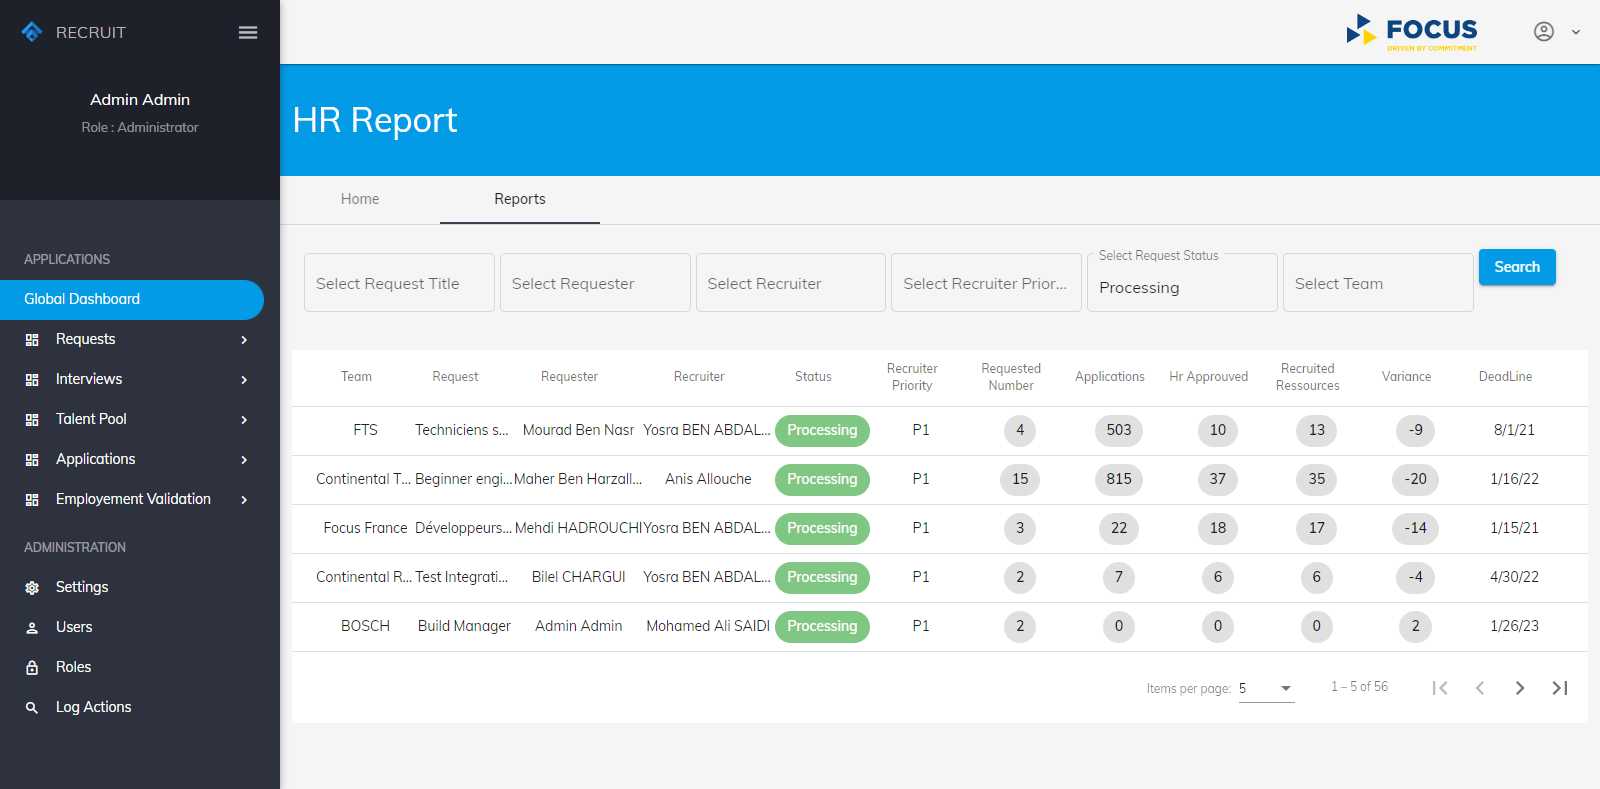 RECRUIT
FOCUS
DRIVEN BY COMMITMENT
Admin Admin
Role : Administrator
HR Report
Home
Reports
APPLICATIONS
Global Dashboard
Requests
Interviews
Talent Pool
Applications
Employement Validation
ADMINISTRATION
Settings
Users
Roles
Log Actions
Select Request Title
Select Requester
Select Recruiter
Select Recruiter Prior...
Select Request Status
Processing
Select Team
Search
Team Request Requester Recruiter Status Recruiter Priority Requested Number Applications Hr Approuved Recruited Ressources Variance DeadLine
FTS Techniciens s... Mourad Ben Nasr Yosra BEN ABDAL... Processing P1 4 503 10 13 -9 8/1/21
Continental T... Beginner engi... Maher Ben Harzall... Anis Allouche Processing P1 15 815 37 35 -20 1/16/22
Focus France Développeurs... Mehdi HADROUCHI Yosra BEN ABDAL... Processing P1 3 22 18 17 -14 1/15/21
Continental R... Test Integrati... Bilel CHARGUI Yosra BEN ABDAL... Processing P1 2 7 6 6 -4 4/30/22
BOSCH Build Manager Admin Admin Mohamed Ali SAIDI Processing P1 2 0 0 0 2 1/26/23
Items per page: 5 1 – 5 of 56